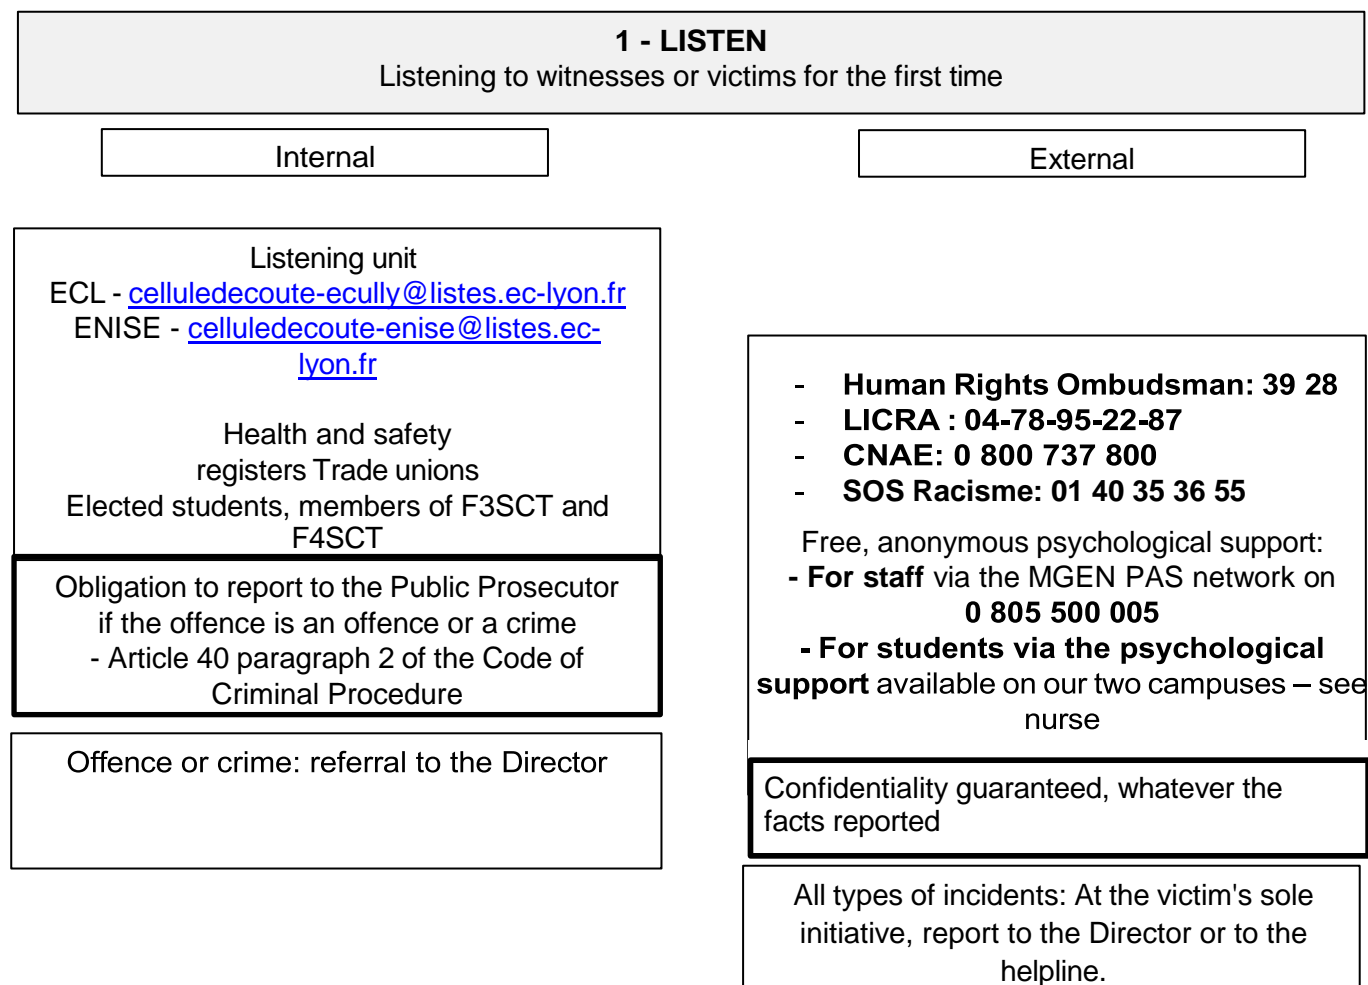 1 - LISTEN
Listening to witnesses or victims for the first time
Internal
External
Listening unit
ECL - celluledecoute-ecully@listes.ec-lyon.fr
ENISE - celluledecoute-enise@listes.ec-
lyon.fr
Health and safety
registers Trade unions
Elected students, members of F3SCT and
F4SCT
Obligation to report to the Public Prosecutor
if the offence is an offence or a crime
- Article 40 paragraph 2 of the Code of
Criminal Procedure
Offence or crime: referral to the Director
- Human Rights Ombudsman: 39 28
- LICRA : 04-78-95-22-87
- CNAE: 0 800 737 800
- SOS Racisme: 01 40 35 36 55
Free, anonymous psychological support:
- For staff via the MGEN PAS network on
0 805 500 005
- For students via the psychological
support available on our two campuses – see
nurse
Confidentiality guaranteed, whatever the
facts reported
All types of incidents: At the victim's sole
initiative, report to the Director or to the
helpline.